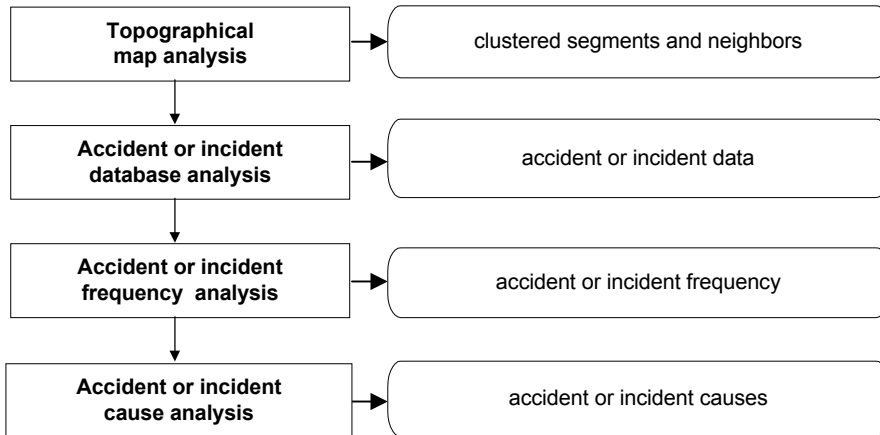 Topographical
map analysis
clustered segments and neighbors
Accident or incident
database analysis
accident or incident data
Accident or incident
frequency analysis
accident or incident frequency
Accident or incident
cause analysis
accident or incident causes